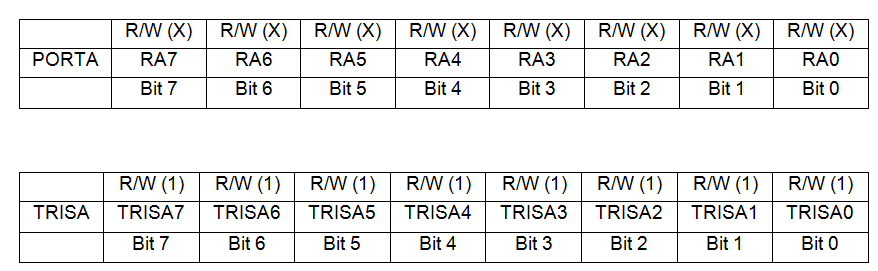 R/W (X) R/W (X) R/W (X) R/W (X) R/W (X) R/W (X) R/W (X) R/W (X)
PORTA RA7 RA6 RA5 RA4 RA3 RA2 RA1 RA0
Bit 7 Bit 6 Bit 5 Bit 4 Bit 3 Bit 2 Bit 1 Bit 0
R/W (1) R/W (1) R/W (1) R/W (1) R/W (1) R/W (1) R/W (1) R/W (1)
TRISA TRISA7 TRISA6 TRISA5 TRISA4 TRISA3 TRISA2 TRISA1 TRISA0
Bit 7 Bit 6 Bit 5 Bit 4 Bit 3 Bit 2 Bit 1 Bit 0